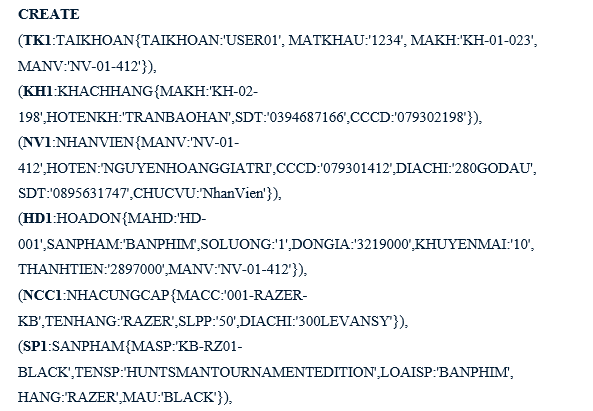 CREATE
(TK1:TAIKHOAN{TAIKHOAN:'USER01', MATKHAU:'1234', MAKH:'KH-01-023',
MANV:'NV-01-412'}),
(KH1:KHACHHANG{MAKH:'KH-02-
198',HOTENKH:'TRANBAOHAN',SDT:'0394687166',CCCD:'079302198'}),
(NV1:NHANVIEN{MANV:'NV-01-
412',HOTEN:'NGUYENHOANGGIATRI',CCCD:'079301412',DIACHI:'280GODAU',
SDT:'0895631747',CHUCVU:'NhanVien'}),
(HD1:HOADON{MAHD:'HD-
001',SANPHAM:'BANPHIM',SOLUONG:'1',DONGIA:'3219000',KHUYENMAI:'10',
THANHTIEN:'2897000',MANV:'NV-01-412'}),
(NCC1:NHACUNGCAP{MACC:'001-RAZER-
KB',TENHANG:'RAZER',SLPP:'50',DIACHI:'300LEVANSY'}),
(SP1:SANPHAM{MASP:'KB-RZ01-
BLACK',TENSP:'HUNTSMANTOURNAMENTEDITION',LOAISP:'BANPHIM',
HANG:'RAZER',MAU:'BLACK'}),